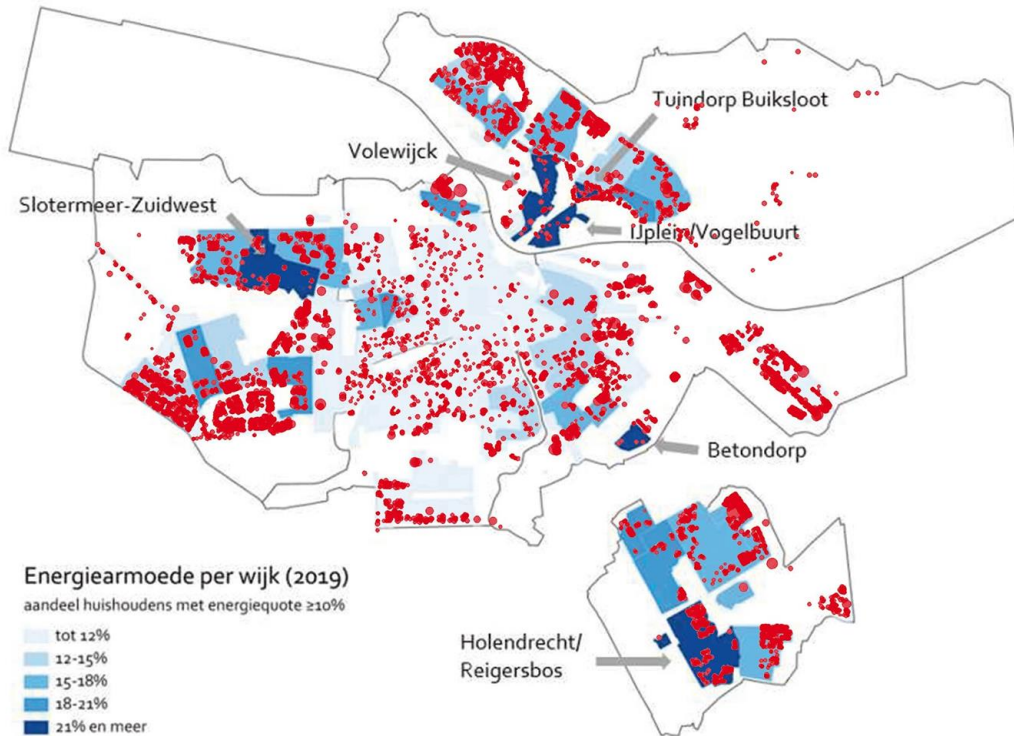 Tuindorp Buiksloot
Volewijck
Slotermeer-Zuidwest
IJplein/Vogelbuurt
Betondorp
Energiearmoede per wijk (2019)
aandeel huishoudens met energiequote ≥10%
tot 12%
12-15%
15-18%
18-21%
21% en meer
Holendrecht/
Reigersbos